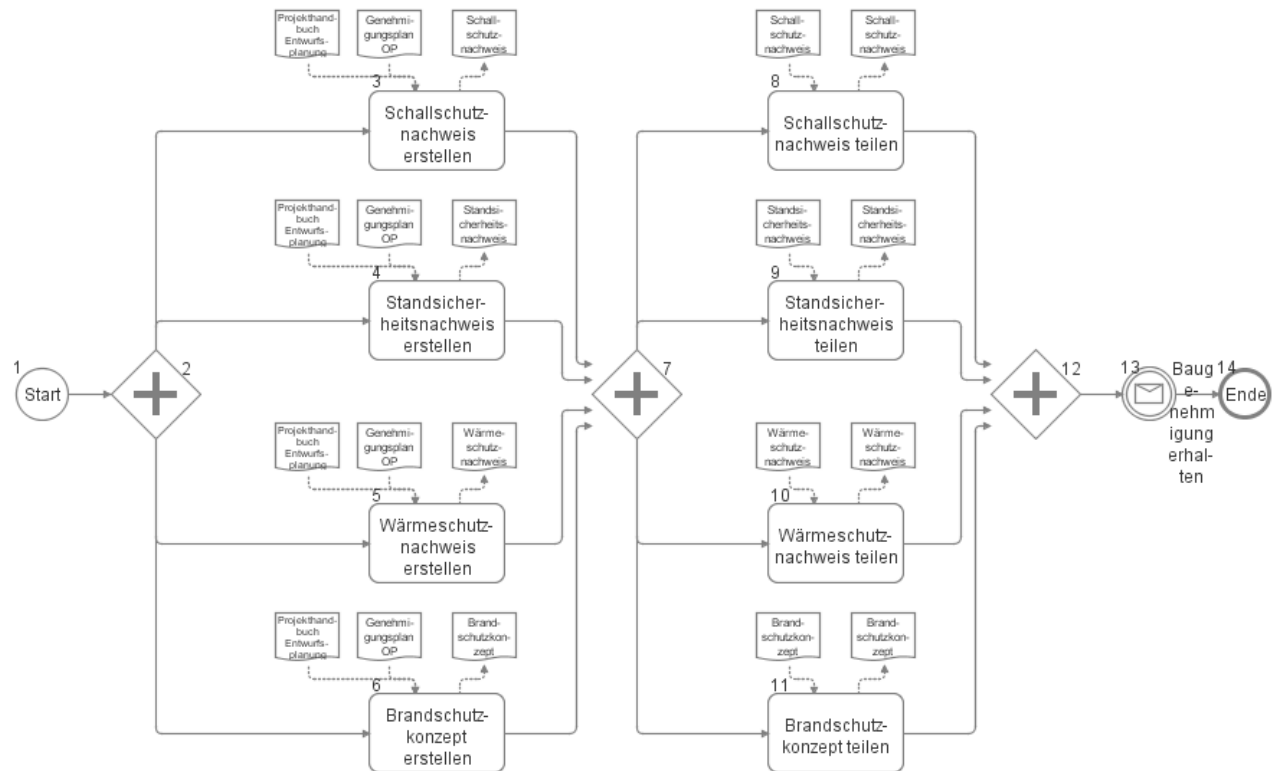 Projekthand-
buch
Entwurfs-
planung
Genehmi-
gungsplan
OP
Schall-
schutz-
nachweis
3
Schallschutz-
nachweis
erstellen
Schall-
schutz-
nachweis
Schall-
schutz-
nachweis
8
Schallschutz-
nachweis teilen
Projekthand-
buch
Entwurfs-
planung
Genehmi-
gungsplan
OP
Standsi-
cherheits-
nachweis
4
Standsicher-
heitsnachweis
erstellen
Standsi-
cherheits-
nachweis
Standsi-
cherheits-
nachweis
9
Standsicher-
heitsnachweis
teilen
1
Start
2
7
12
13
Baug
e-
nehm
igung
erhal-
ten
14
Ende
Projekthand-
buch
Entwurfs-
planung
Genehmi-
gungsplan
OP
Wärme-
schutz-
nachweis
5
Wärmeschutz-
nachweis
erstellen
Wärme-
schutz-
nachweis
Wärme-
schutz-
nachweis
10
Wärmeschutz-
nachweis teilen
Projekthand-
buch
Entwurfs-
planung
Genehmi-
gungsplan
OP
Brand-
schutzkon-
zept
6
Brandschutz-
konzept
erstellen
Brand-
schutzkon-
zept
Brand-
schutzkon-
zept
11
Brandschutz-
konzept teilen